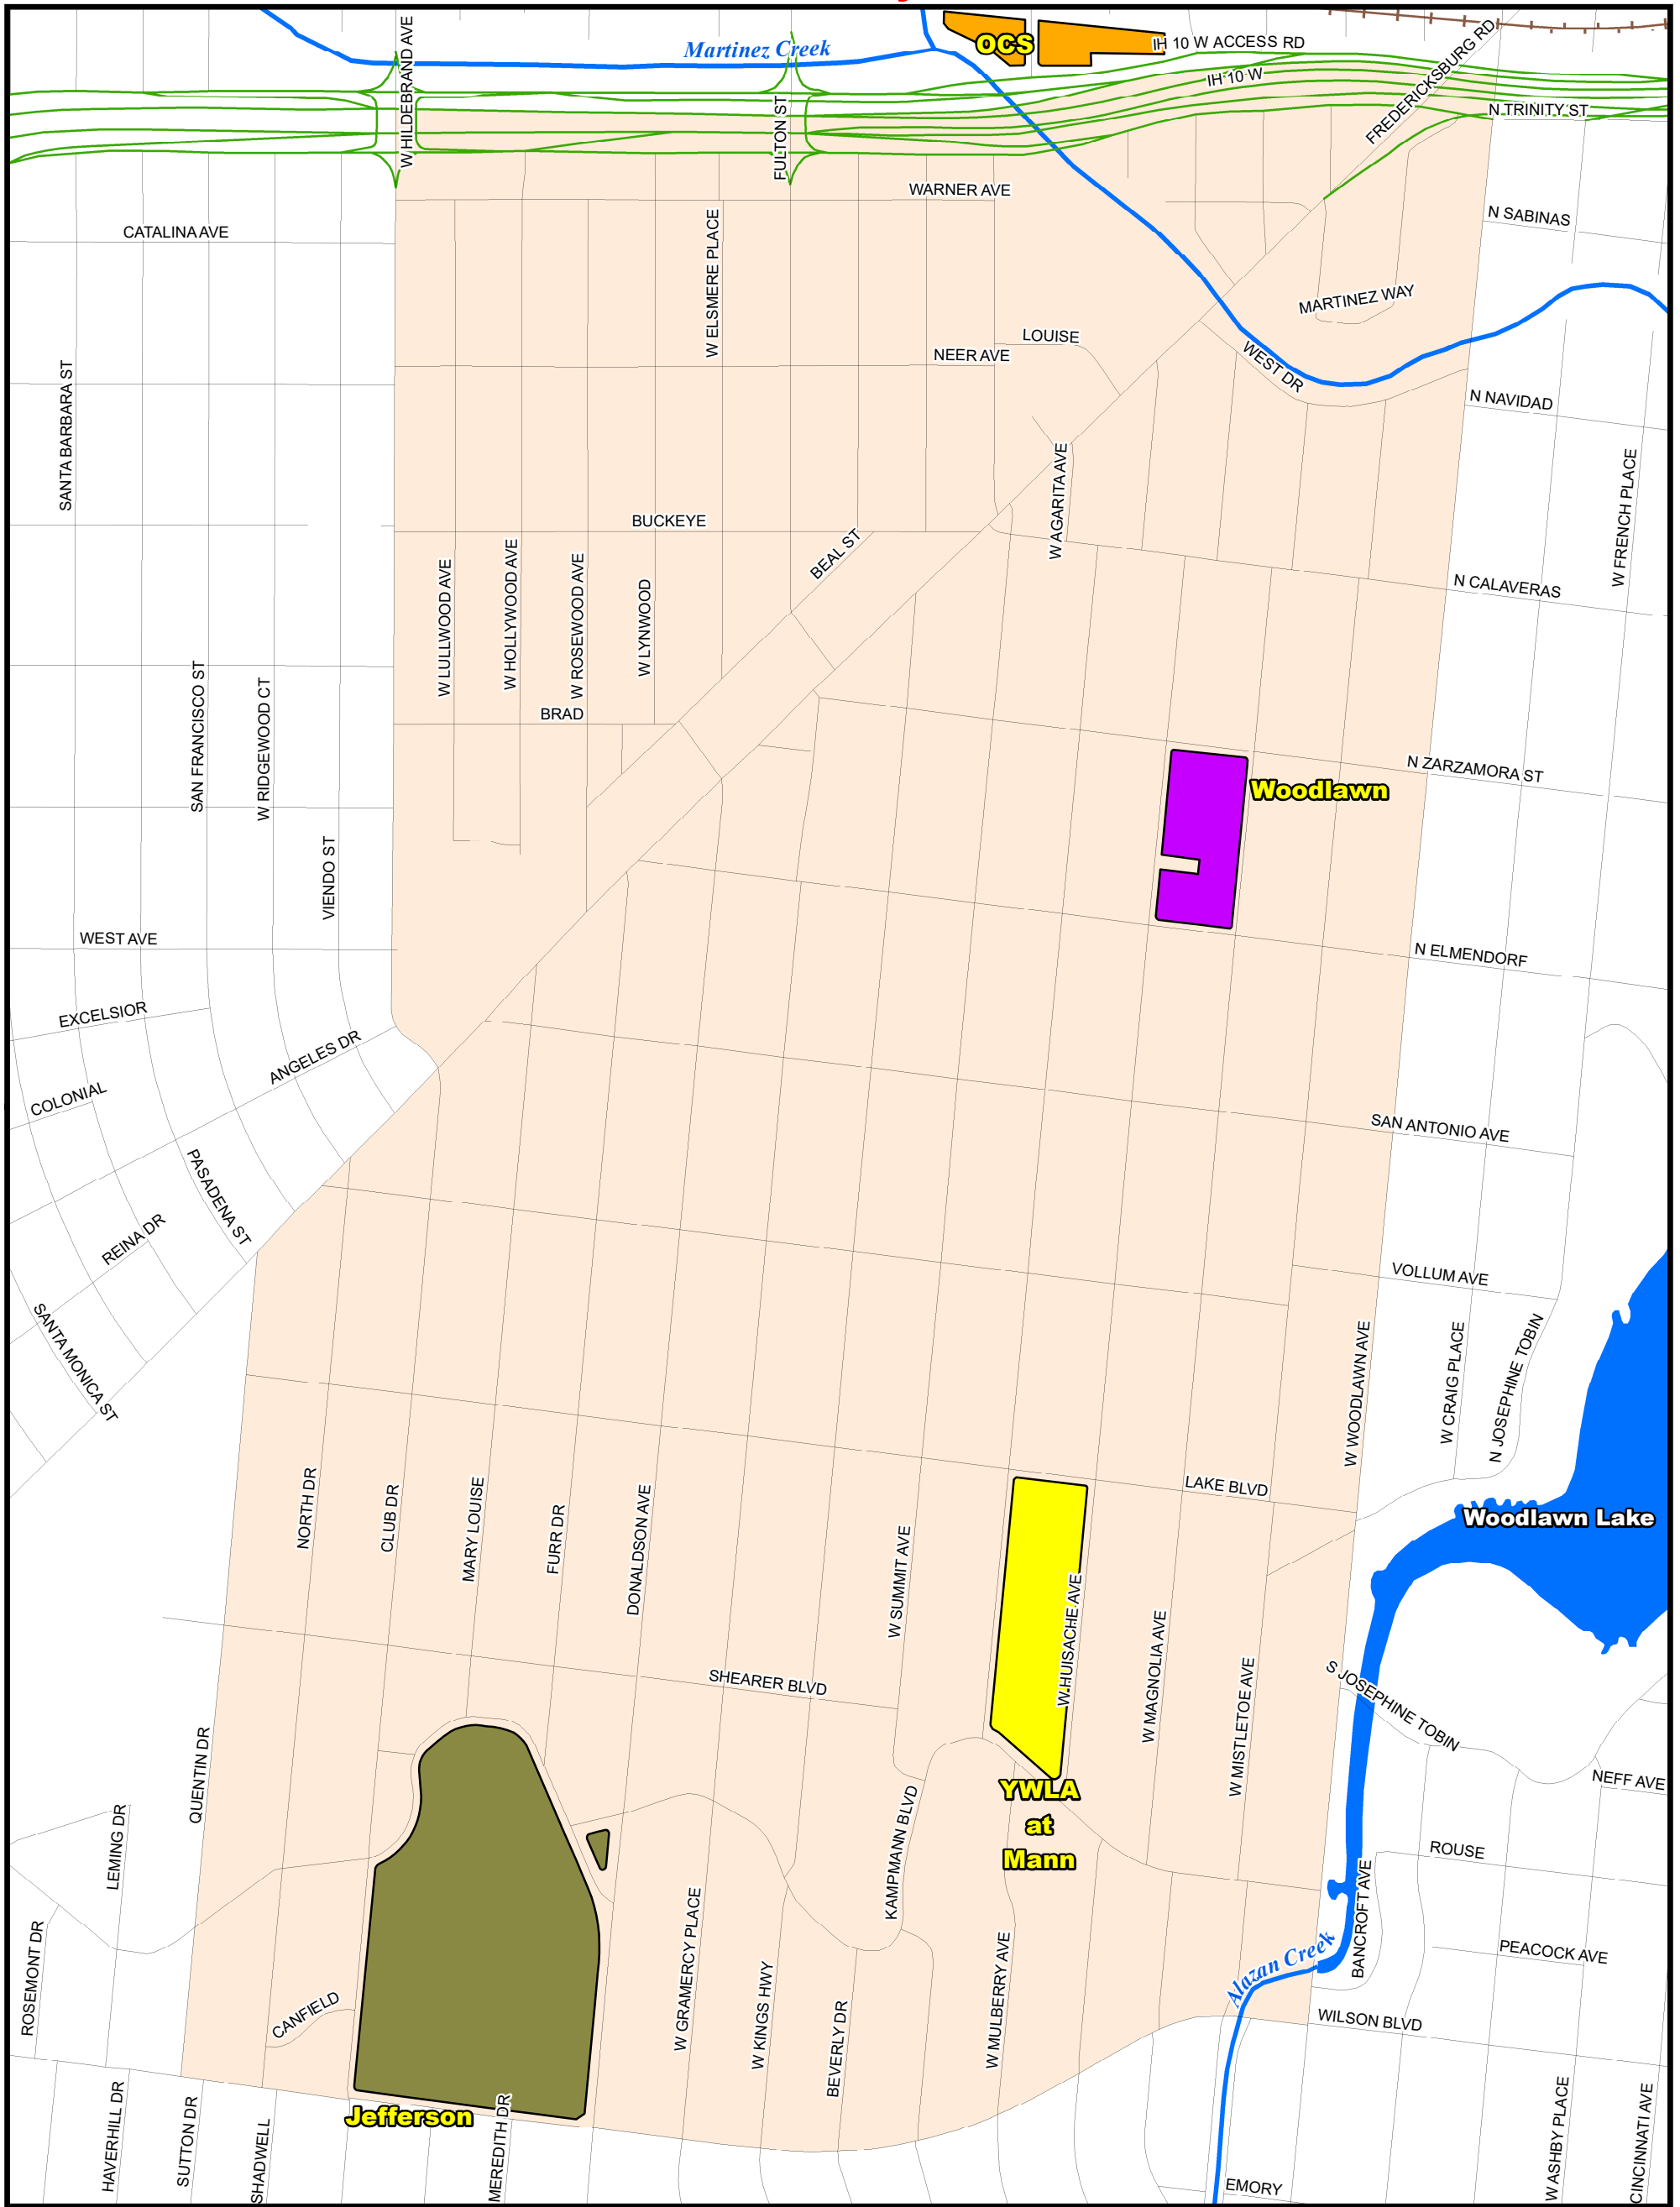 OCS
Martinez Creek
IH 10 W ACCESS RD
IH 10 W
FREDERICKSBURG RD
N TRINITY ST
W HILDEBRAND AVE
FULTON ST
WARNER AVE
CATALINA AVE
N SABINAS
W ELSMERE PLACE
MARTINEZ WAY
LOUISE
NEER AVE
WEST DR
N NAVIDAD
SANTA BARBARA ST
W AGARITA AVE
W FRENCH PLACE
BUCKEYE
BEAL ST
W LULLWOOD AVE
W HOLLYWOOD AVE
W ROSEWOOD AVE
W LYNWOOD
N CALAVERAS
SAN FRANCISCO ST
W RIDGEWOOD CT
BRAD
N ZARZAMORA ST
Woodlawn
VIENDO ST
WEST AVE
N ELMENDORF
EXCELSIOR
ANGELES DR
COLONIAL
SAN ANTONIO AVE
PASADENA ST
REINA DR
VOLLUM AVE
SANTA MONICA ST
W WOODLAWN AVE
W CRAIG PLACE
N JOSEPHINE TOBIN
NORTH DR
CLUB DR
MARY LOUISE
FURR DR
DONALDSON AVE
W SUMMIT AVE
LAKE BLVD
Woodlawn Lake
W HUISACHE AVE
W MAGNOLIA AVE
W MISTLETOE AVE
SHEARER BLVD
S JOSEPHINE TOBIN
QUENTIN DR
NEFF AVE
YWLA
at
Mann
KAMPMANN BLVD
LEMING DR
ROUSE
ROSEMONT DR
W GRAMERCY PLACE
W KINGS HWY
BEVERLY DR
W MULBERRY AVE
Alazan Creek
BANCROFT AVE
PEACOCK AVE
CANFIELD
WILSON BLVD
Jefferson
HAVERHILL DR
SUTTON DR
SHADWELL
MEREDITH DR
W ASHBY PLACE
CINCINNATI AVE
EMORY